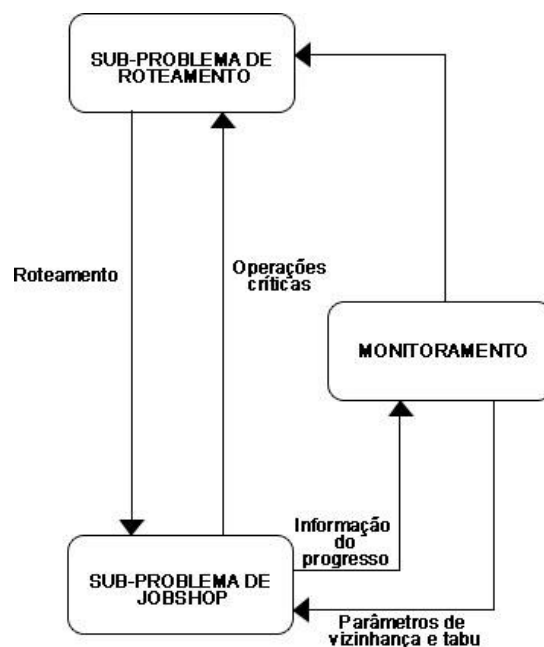 SUB-PROBLEMA DE
ROTEAMENTO
Roteamento
Operações
críticas
MONITORAMENTO
Informação
do
progresso
SUB-PROBLEMA DE
JOBSHOP
Parâmetros de
vizinhança e tabu